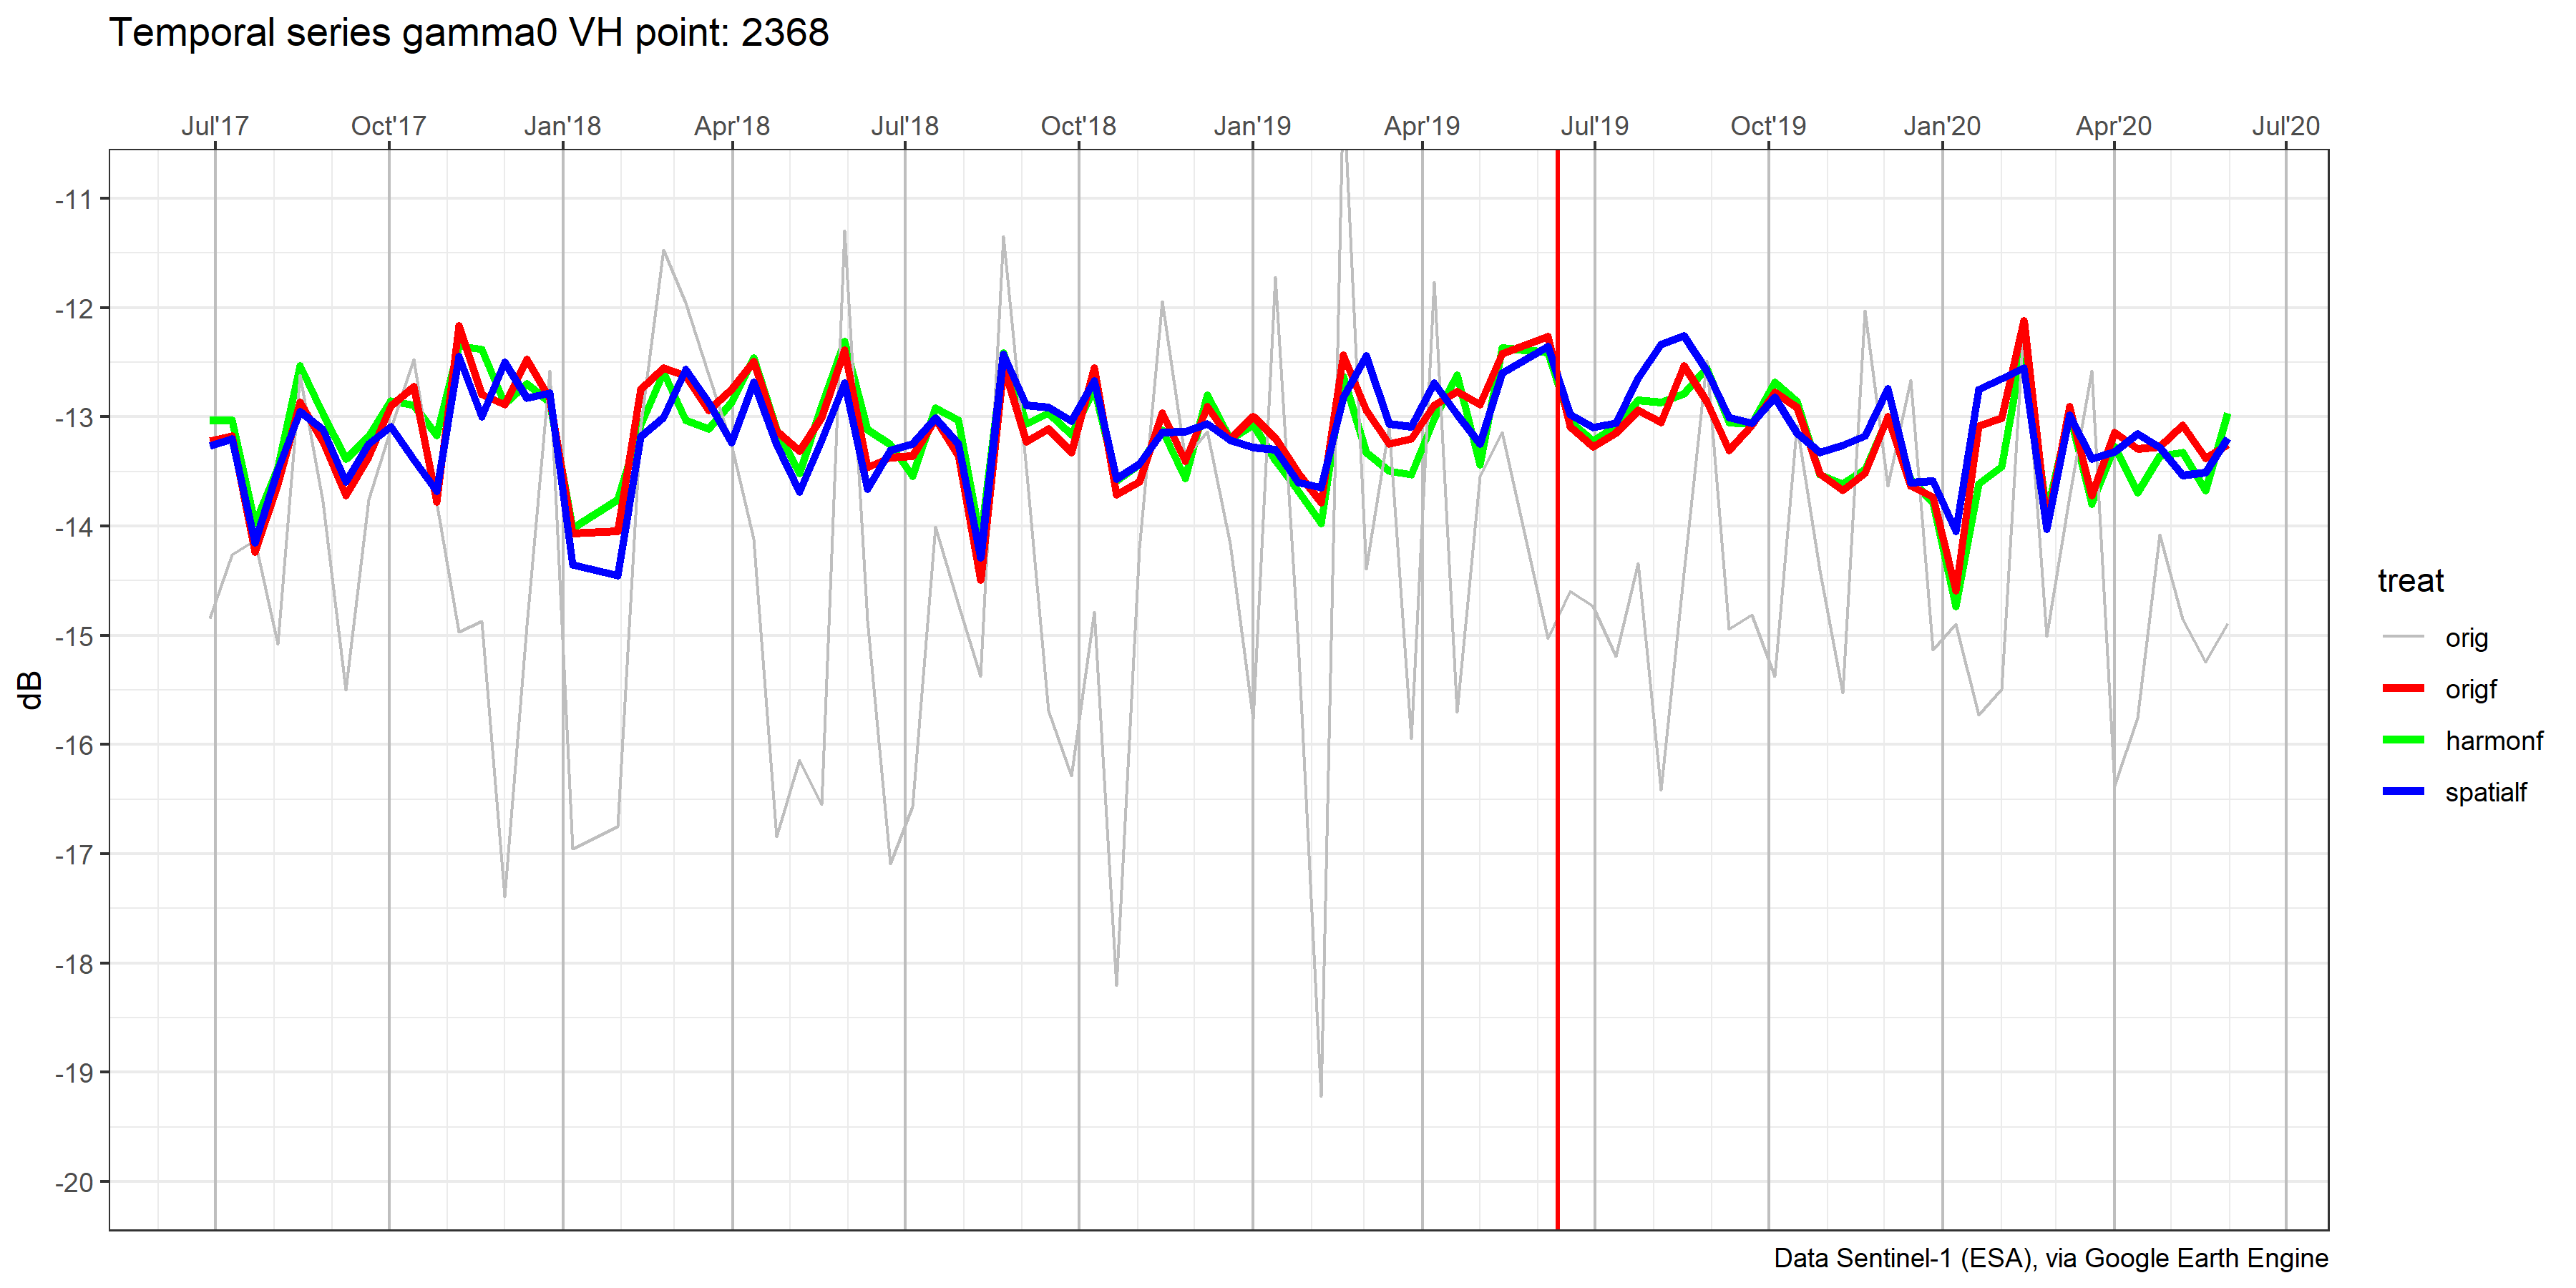 Temporal series gamma0 VH point: 2368
Jul'17 Oct'17 Jan'18 Apr'18 Jul'18 Oct'18 Jan'19 Apr'19 Jul'19 Oct'19 Jan'20 Apr'20 Jul'20
-11
-12
-13
-14
-15
-16
-17
-18
-19
-20
dB
treat
orig
origf
harmonf
spatialf
Data Sentinel-1 (ESA), via Google Earth Engine